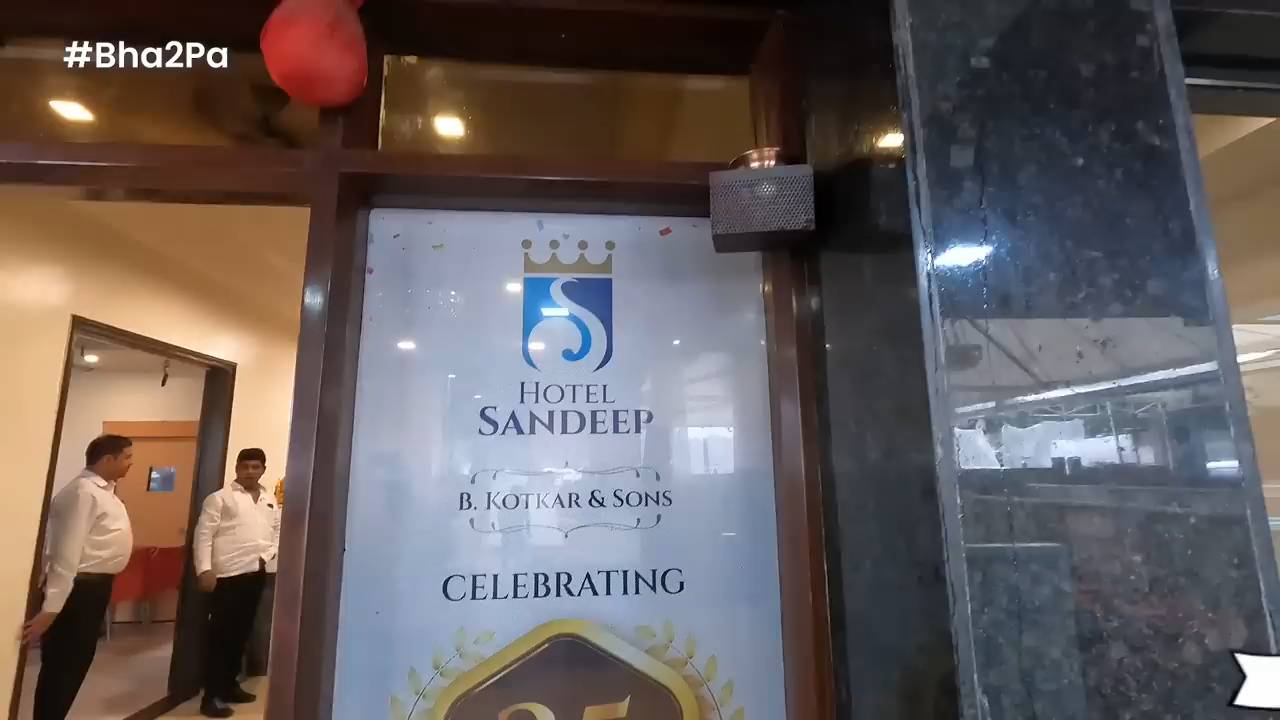 #Bha2Pa
HOTEL
SANDEEP
B. KOTKAR & SONS
CELEBRATING